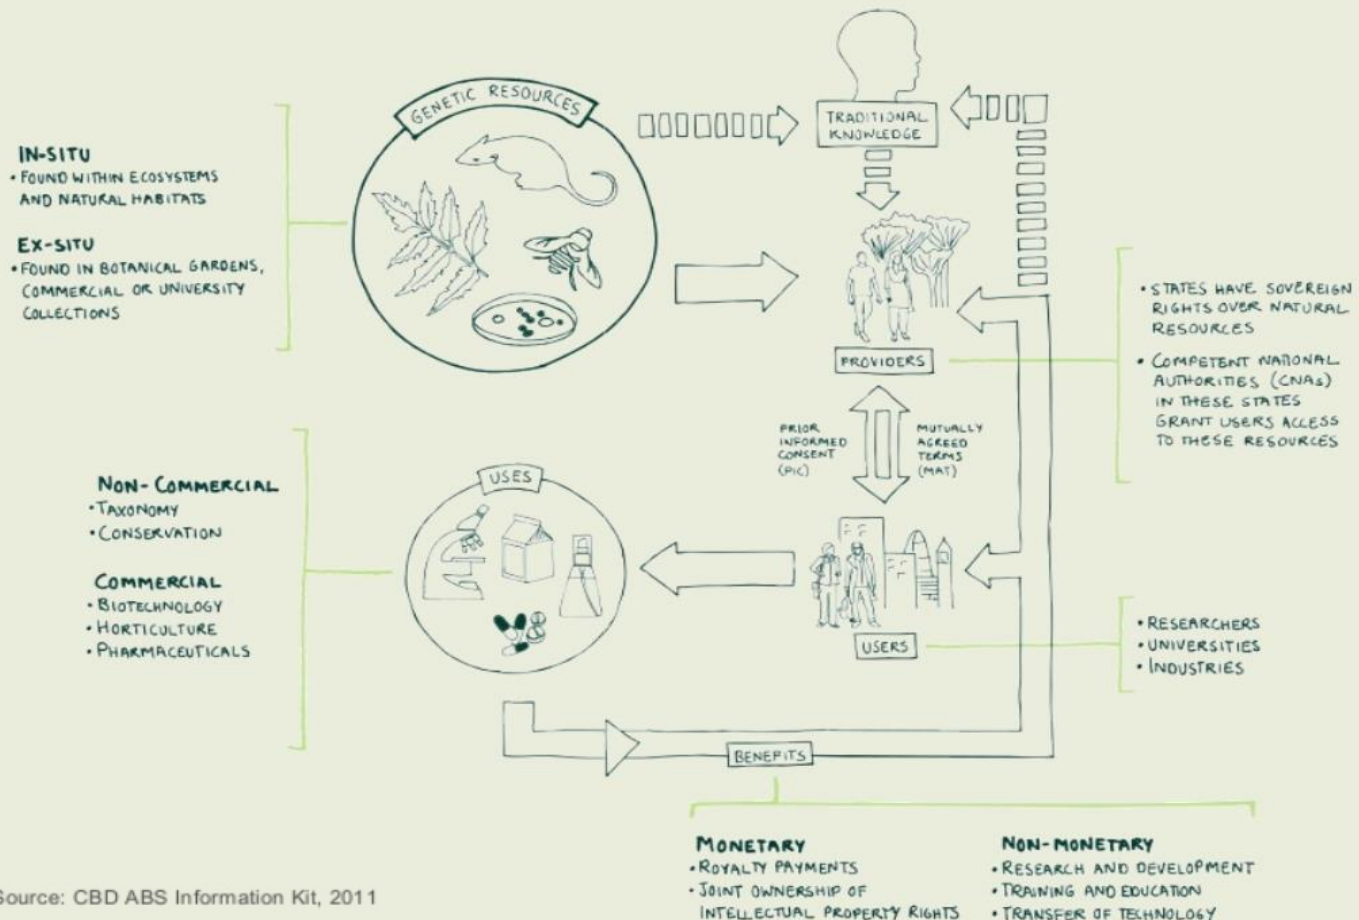 GENETIC RESOURCES
TRADITIONAL
KNOWLEDGE
IN-SITU
• FOUND WITHIN ECOSYSTEMS
AND NATURAL HABITATS
EX-SITU
• FOUND IN BOTANICAL GARDENS,
COMMERCIAL OR UNIVERSITY
COLLECTIONS
PROVIDERS
• STATES HAVE SOVEREIGN
RIGHTS OVER NATURAL
RESOURCES
• COMPETENT NATIONAL
AUTHORITIES (CNAs)
IN THESE STATES
GRANT USERS ACCESS
TO THESE RESOURCES
PRIOR
INFORMED
CONSENT
(PIC)
MUTUALLY
AGREED
TERMS
(MAT)
USES
NON-COMMERCIAL
• TAXONOMY
• CONSERVATION
COMMERCIAL
• BIOTECHNOLOGY
• HORTICULTURE
• PHARMACEUTICALS
USERS
• RESEARCHERS
• UNIVERSITIES
• INDUSTRIES
BENEFITS
MONETARY
• ROYALTY PAYMENTS
• JOINT OWNERSHIP OF
INTELLECTUAL PROPERTY RIGHTS
NON-MONETARY
• RESEARCH AND DEVELOPMENT
• TRAINING AND EDUCATION
• TRANSFER OF TECHNOLOGY
Source: CBD ABS Information Kit, 2011